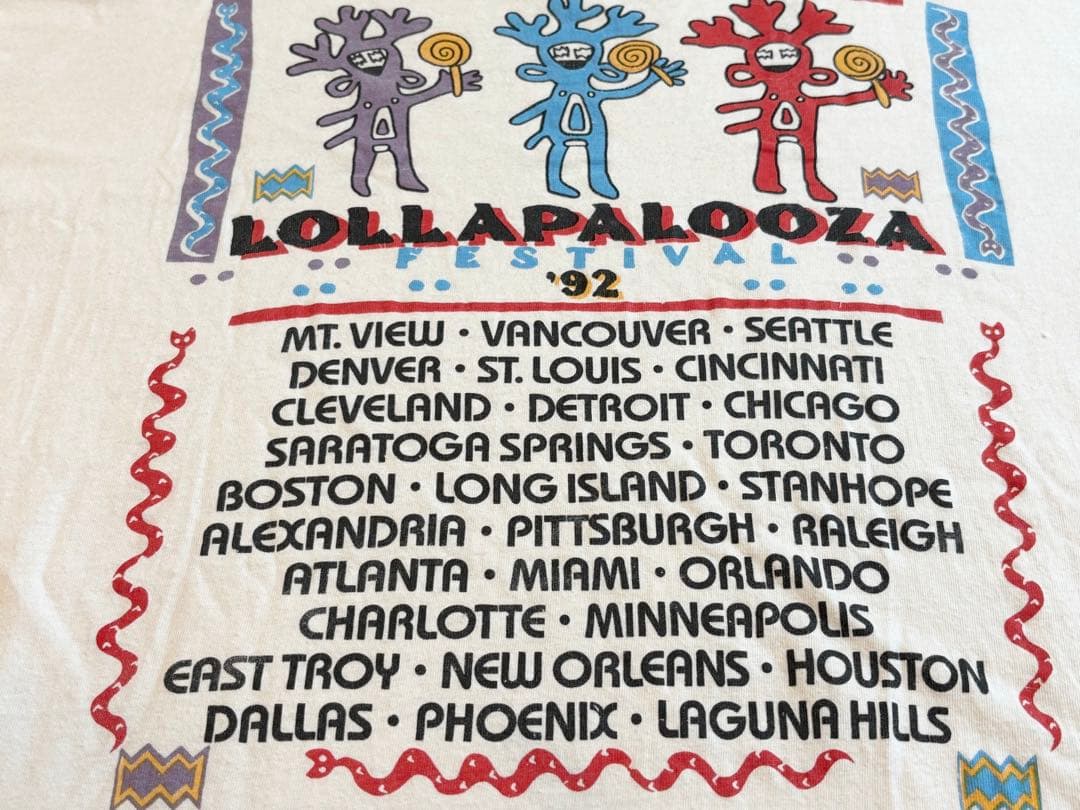 LOLLAPALOOZA
FESTIVAL
'92
MT. VIEW • VANCOUVER • SEATTLE
DENVER • ST. LOUIS • CINCINNATI
CLEVELAND • DETROIT • CHICAGO
SARATOGA SPRINGS • TORONTO
BOSTON • LONG ISLAND • STANHOPE
ALEXANDRIA • PITTSBURGH • RALEIGH
ATLANTA • MIAMI • ORLANDO
CHARLOTTE • MINNEAPOLIS
EAST TROY • NEW ORLEANS • HOUSTON
DALLAS • PHOENIX • LAGUNA HILLS